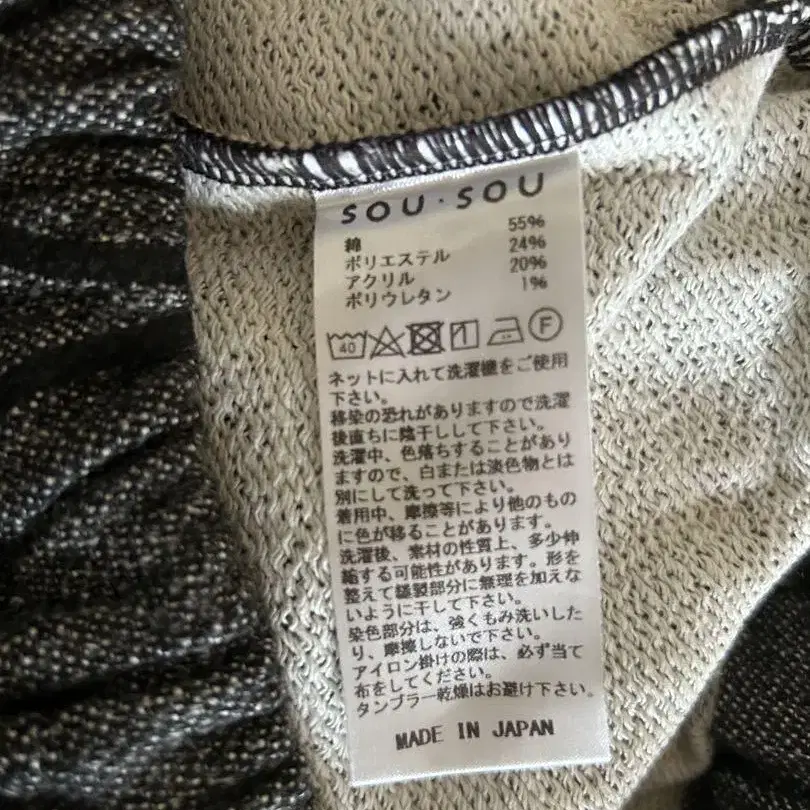 SOU・SOU
綿 55%
ポリエステル 24%
アクリル 20%
ポリウレタン 1%
40 F
ネットに入れて洗濯機をご使用
下さい。
移染の恐れがありますので洗濯
後直ちに陰干しして下さい。
洗濯中、色落ちすることがあり
ますので、白または淡色物とは
別にして洗って下さい。
着用中、摩擦等により他のもの
に色が移ることがあります。
洗濯後、素材の性質上、多少伸
縮する可能性があります。形を
整えて縫製部分に無理を加えな
いように干して下さい。
染色部分は、強くもみ洗いした
り、摩擦しないで下さい。
アイロン掛けの際は、必ず当て
布をしてください。
タンブラー乾燥はお避け下さい。
MADE IN JAPAN